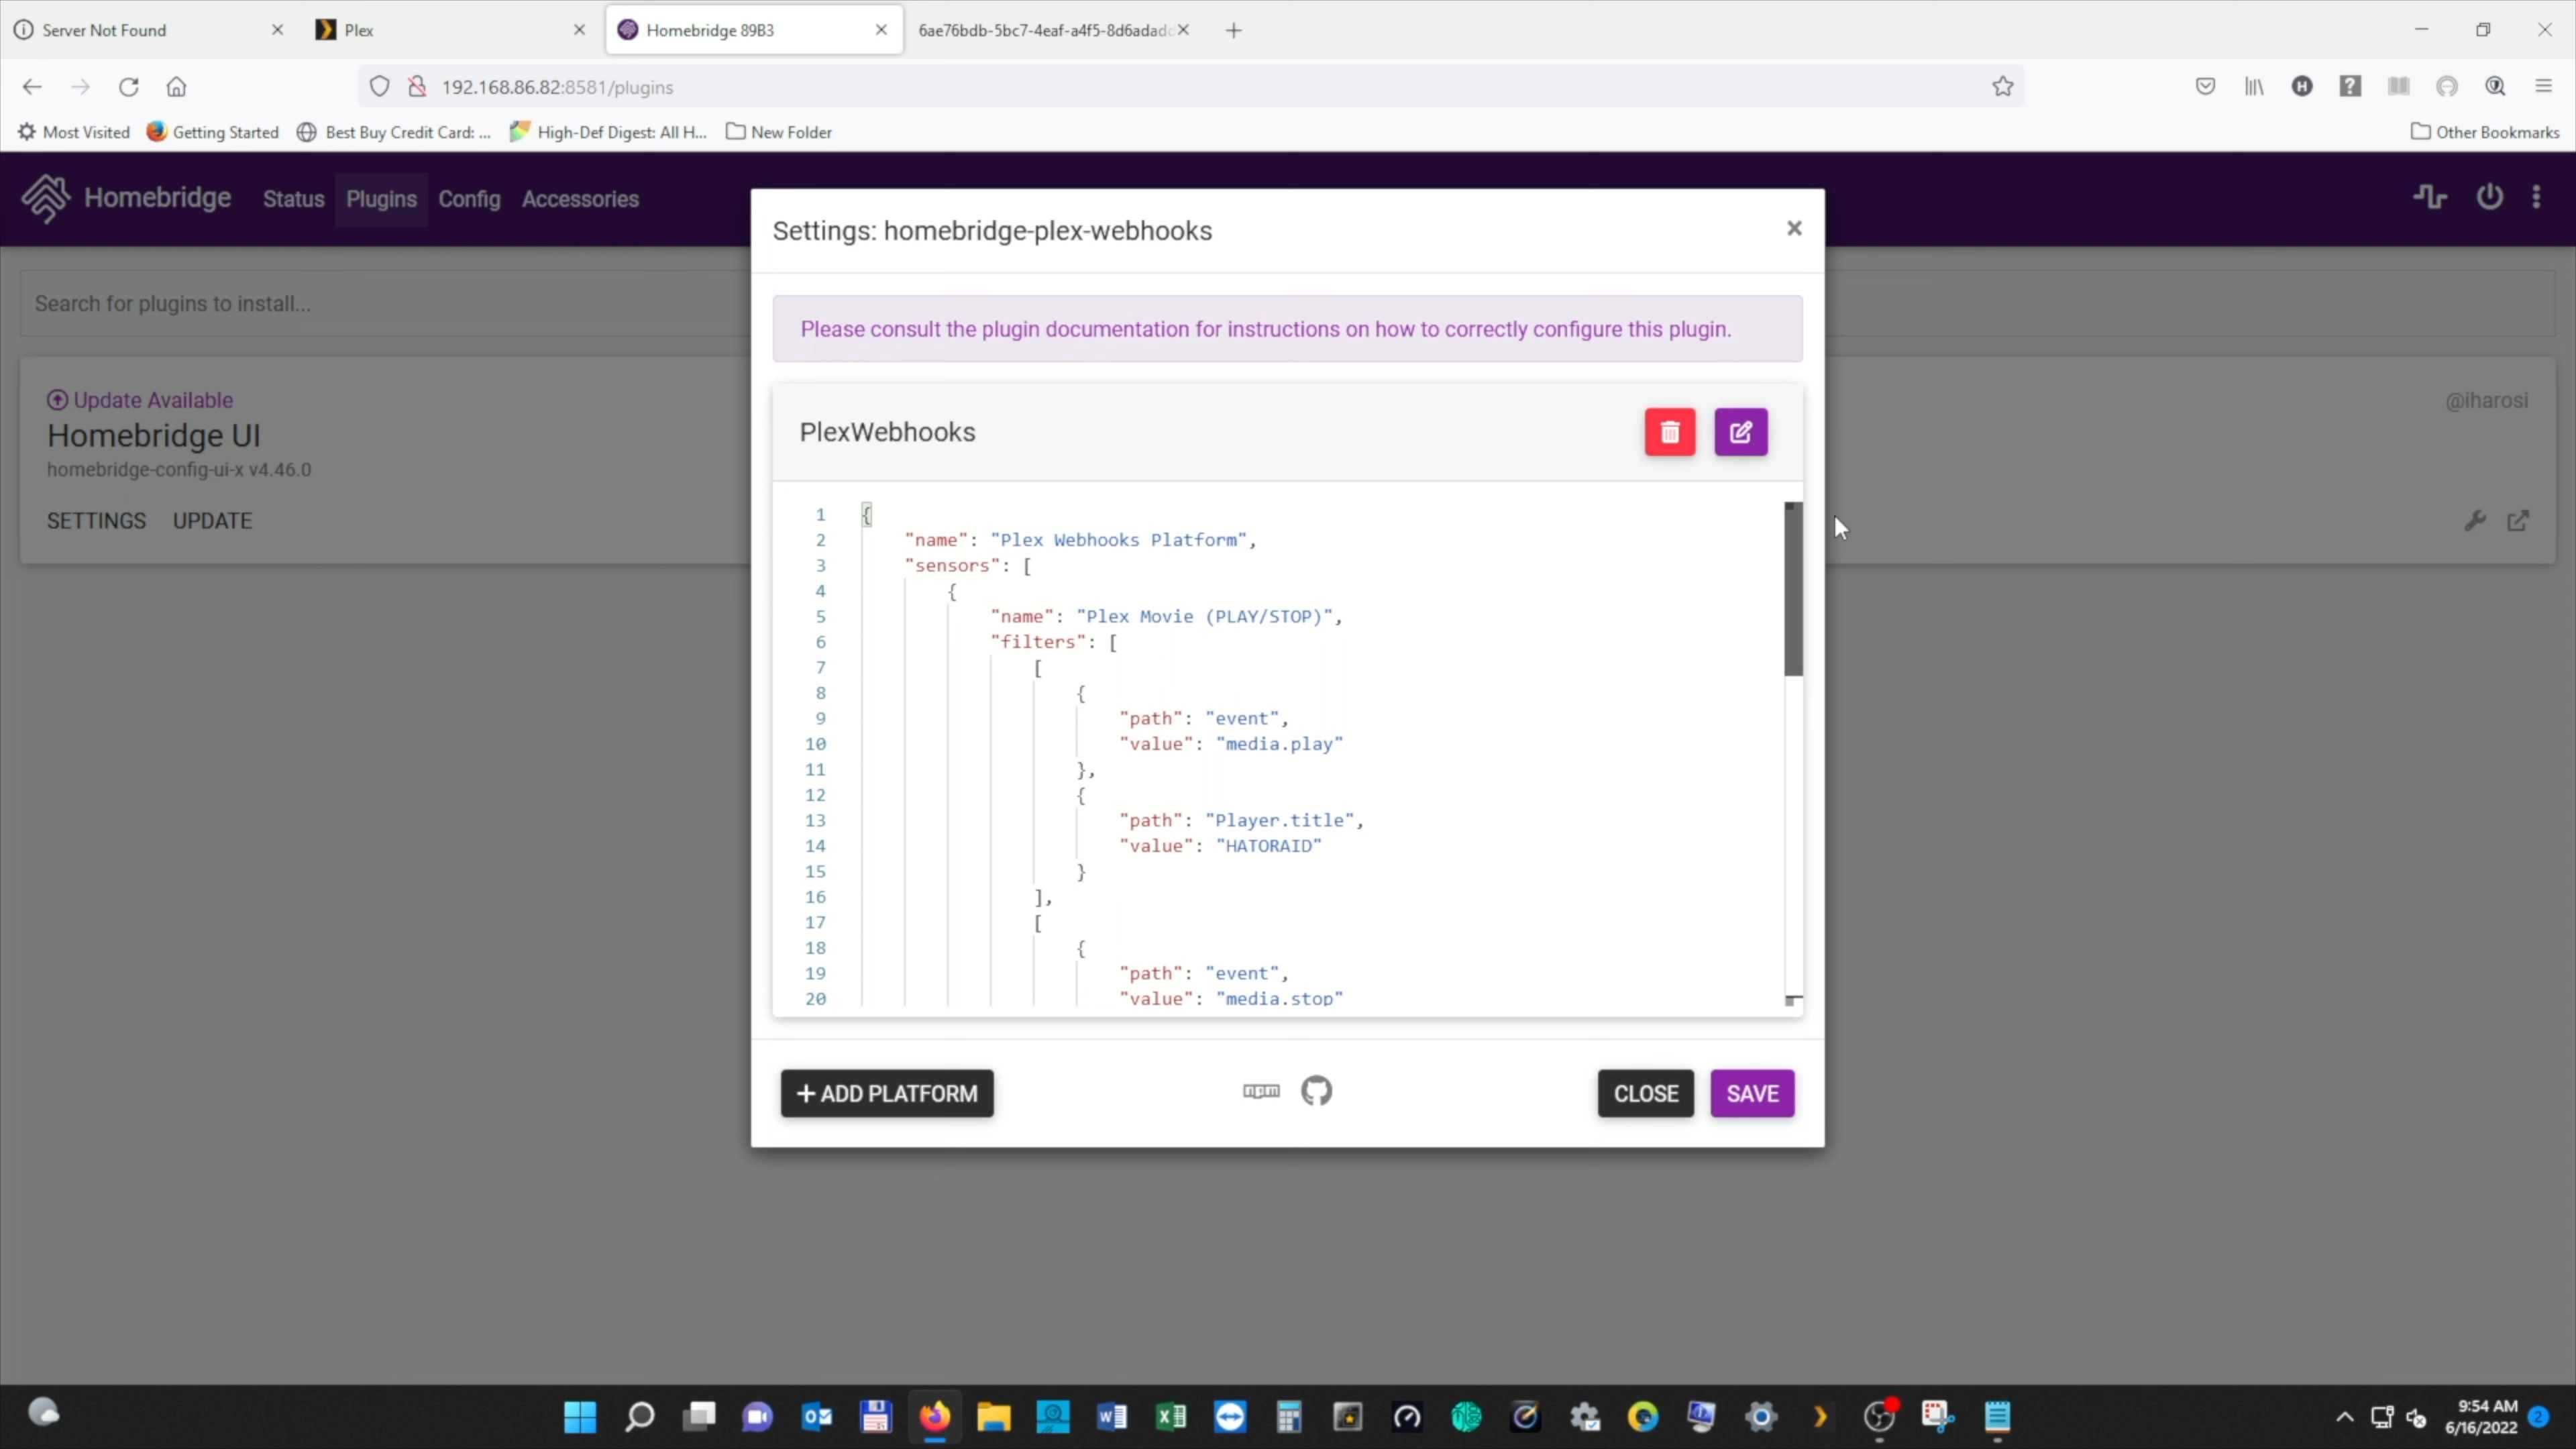 Server Not Found
Plex
Homebridge 89B3
6ae76bdb-5bc7-4eaf-a4f5-8d6adadc
192.168.86.82:8581/plugins
Most Visited
Getting Started
Best Buy Credit Card: ...
High-Def Digest: All H...
New Folder
Other Bookmarks
Homebridge
Status
Plugins
Config
Accessories
Search for plugins to install...
Update Available
Homebridge UI
homebridge-config-ui-x v4.46.0
SETTINGS UPDATE
@iharosi
Settings: homebridge-plex-webhooks
Please consult the plugin documentation for instructions on how to correctly configure this plugin.
PlexWebhooks
1 {
2 "name": "Plex Webhooks Platform",
3 "sensors": [
4 {
5 "name": "Plex Movie (PLAY/STOP)",
6 "filters": [
7 [
8 {
9 "path": "event",
10 "value": "media.play"
11 },
12 {
13 "path": "Player.title",
14 "value": "HATORAID"
15 }
16 ],
17 [
18 {
19 "path": "event",
20 "value": "media.stop"
+ ADD PLATFORM
npm
CLOSE
SAVE
9:54 AM
6/16/2022
2